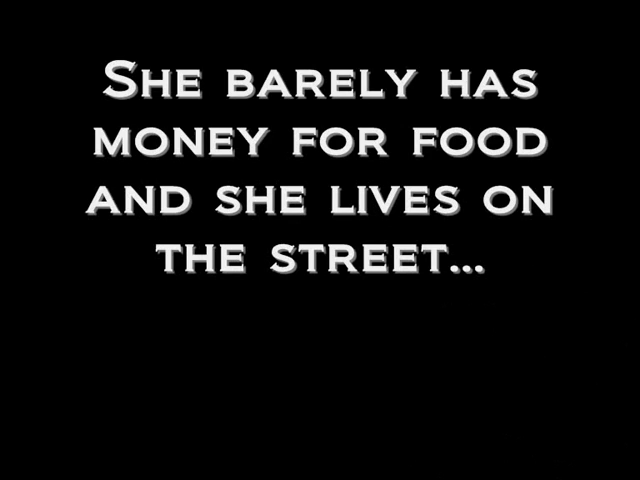 She barely has
money for food
and she lives on
the street...